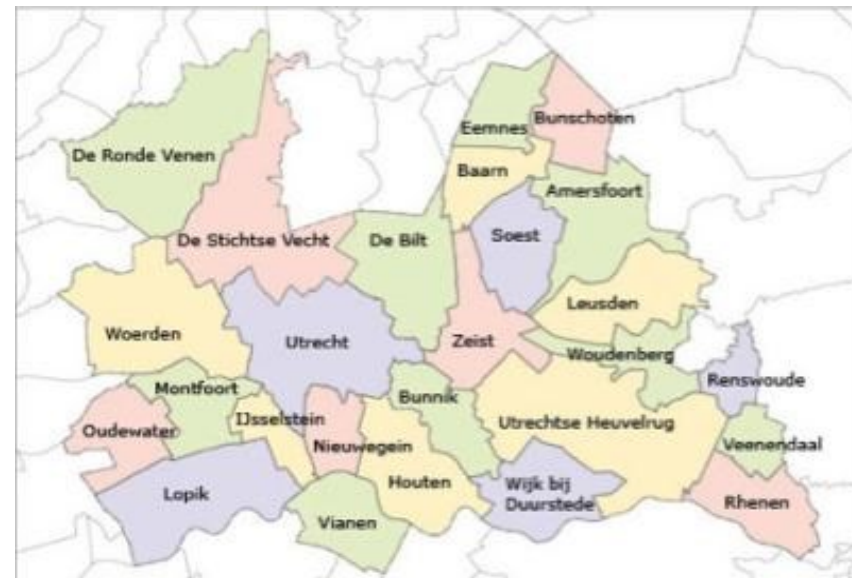 Eemnes
Bunschoten
De Ronde Venen
Baarn
Amersfoort
De Stichtse Vecht
De Bilt
Soest
Leusden
Woerden
Utrecht
Zeist
Woudenberg
Renswoude
Montfoort
Bunnik
IJsselstein
Oudewater
Nieuwegein
Utrechtse Heuvelrug
Veenendaal
Houten
Wijk bij
Duurstede
Lopik
Vianen
Rhenen